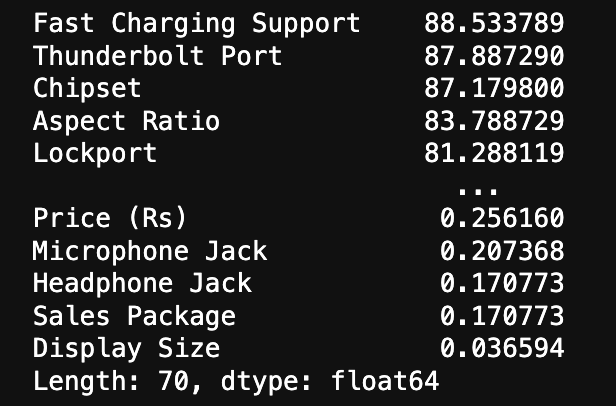 Fast Charging Support 88.533789
Thunderbolt Port 87.887290
Chipset 87.179800
Aspect Ratio 83.788729
Lockport 81.288119
...
Price (Rs) 0.256160
Microphone Jack 0.207368
Headphone Jack 0.170773
Sales Package 0.170773
Display Size 0.036594
Length: 70, dtype: float64